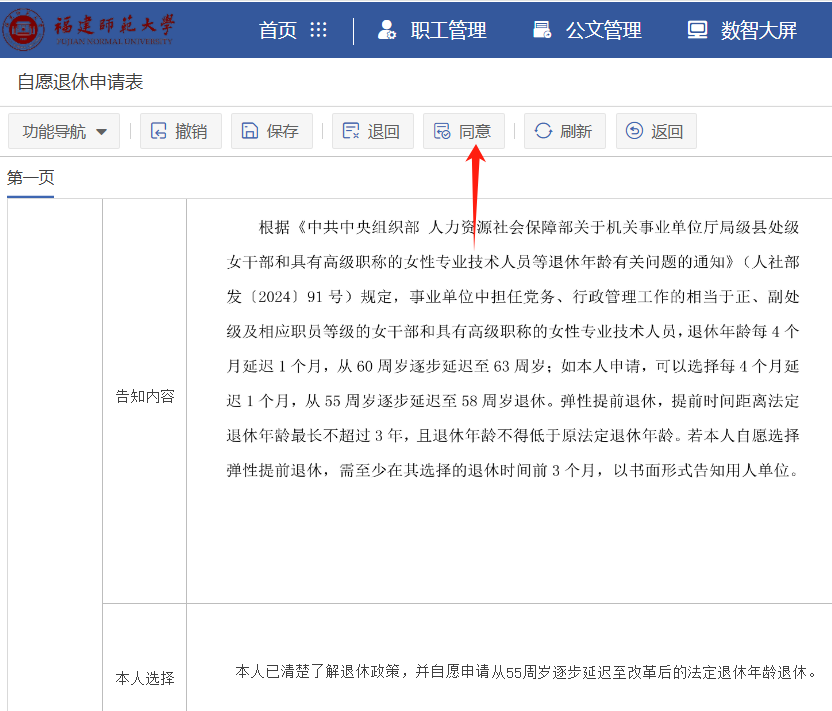 福建师范大学
FUJIAN NORMAL UNIVERSITY
首页 职工管理 公文管理 数智大屏
自愿退休申请表
功能导航 撤销 保存 退回 同意 刷新 返回
第一页
根据《中共中央组织部 人力资源社会保障部关于机关事业单位厅局级县处级
女干部和具有高级职称的女性专业技术人员等退休年龄有关问题的通知》（人社部
发〔2024〕91 号）规定，事业单位中担任党务、行政管理工作的相当于正、副处
级及相应职员等级的女干部和具有高级职称的女性专业技术人员，退休年龄每 4 个
月延迟 1 个月，从 60 周岁逐步延迟至 63 周岁；如本人申请，可以选择每 4 个月延
告知内容
迟 1 个月，从 55 周岁逐步延迟至 58 周岁退休。弹性提前退休，提前时间距离法定
退休年龄最长不超过 3 年，且退休年龄不得低于原法定退休年龄。若本人自愿选择
弹性提前退休，需至少在其选择的退休时间前 3 个月，以书面形式告知用人单位。
本人选择
本人已清楚了解退休政策，并自愿申请从55周岁逐步延迟至改革后的法定退休年龄退休。